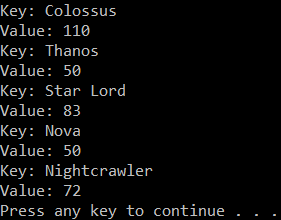 Key: Colossus
Value: 110
Key: Thanos
Value: 50
Key: Star Lord
Value: 83
Key: Nova
Value: 50
Key: Nightcrawler
Value: 72
Press any key to continue . . .